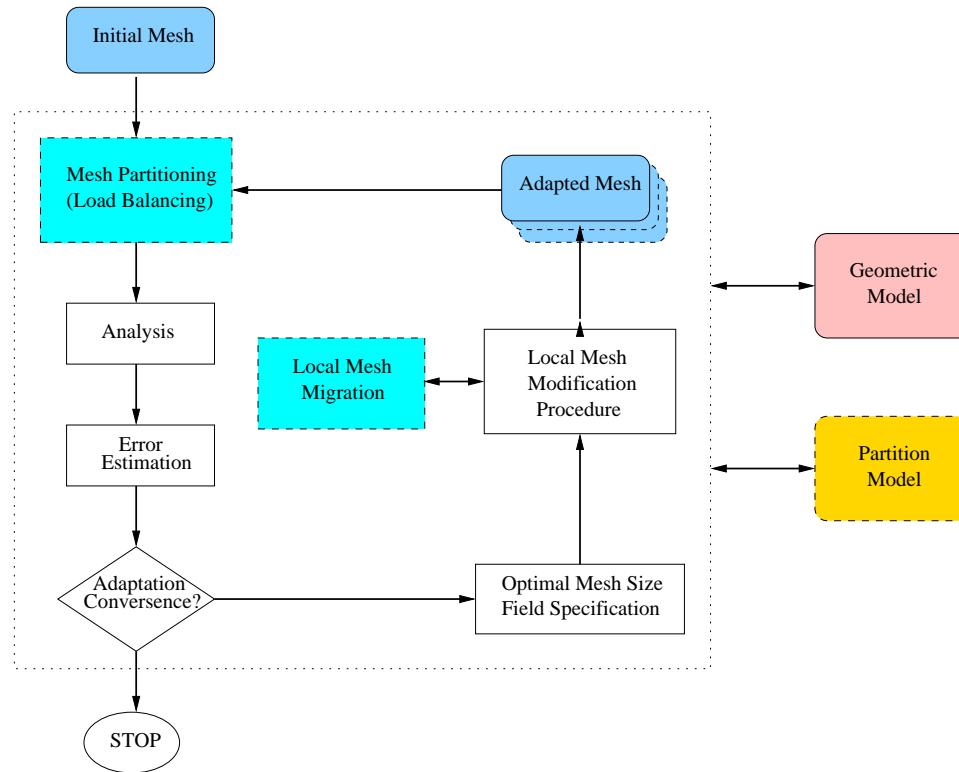 Initial Mesh
Mesh Partitioning
(Load Balancing)
Adapted Mesh
Geometric
Model
Analysis
Local Mesh
Migration
Local Mesh
Modification
Procedure
Error
Estimation
Partition
Model
Adaptation
Conversence?
Optimal Mesh Size
Field Specification
STOP